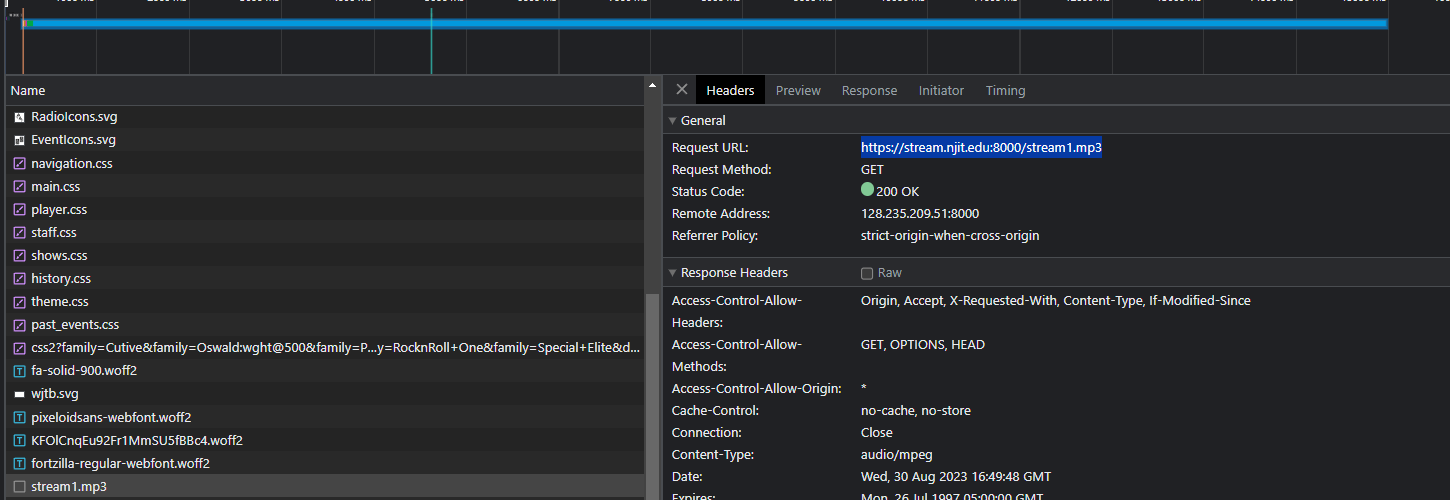 Name
RadioIcons.svg
EventIcons.svg
navigation.css
main.css
player.css
staff.css
shows.css
history.css
theme.css
past_events.css
css2?family=Cutive&family=Oswald:wght@500&family=P...y=RocknRoll+One&family=Special+Elite&d...
fa-solid-900.woff2
wjtb.svg
pixeloidsans-webfont.woff2
KFOlCnqEu92Fr1MmSU5fBBc4.woff2
fortzilla-regular-webfont.woff2
stream1.mp3
Headers Preview Response Initiator Timing
General
Request URL: https://stream.njit.edu:8000/stream1.mp3
Request Method: GET
Status Code: 200 OK
Remote Address: 128.235.209.51:8000
Referrer Policy: strict-origin-when-cross-origin
Response Headers Raw
Access-Control-Allow- Origin, Accept, X-Requested-With, Content-Type, If-Modified-Since
Headers:
Access-Control-Allow- GET, OPTIONS, HEAD
Methods:
Access-Control-Allow-Origin: *
Cache-Control: no-cache, no-store
Connection: Close
Content-Type: audio/mpeg
Date: Wed, 30 Aug 2023 16:49:48 GMT
Expires: Mon, 26 Jul 1997 05:00:00 GMT